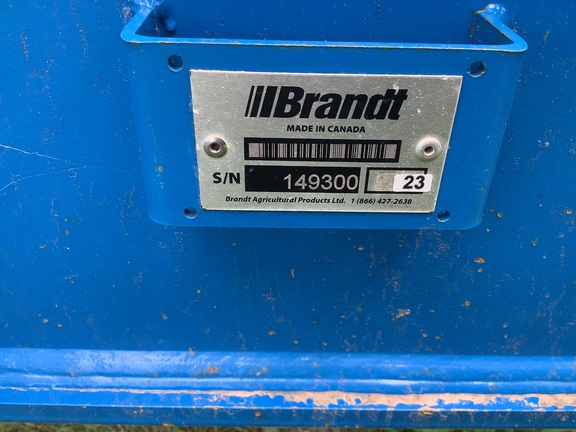 Brandt
MADE IN CANADA
S/N 149300 23
Brandt Agricultural Products Ltd. 1 (866) 427-2638